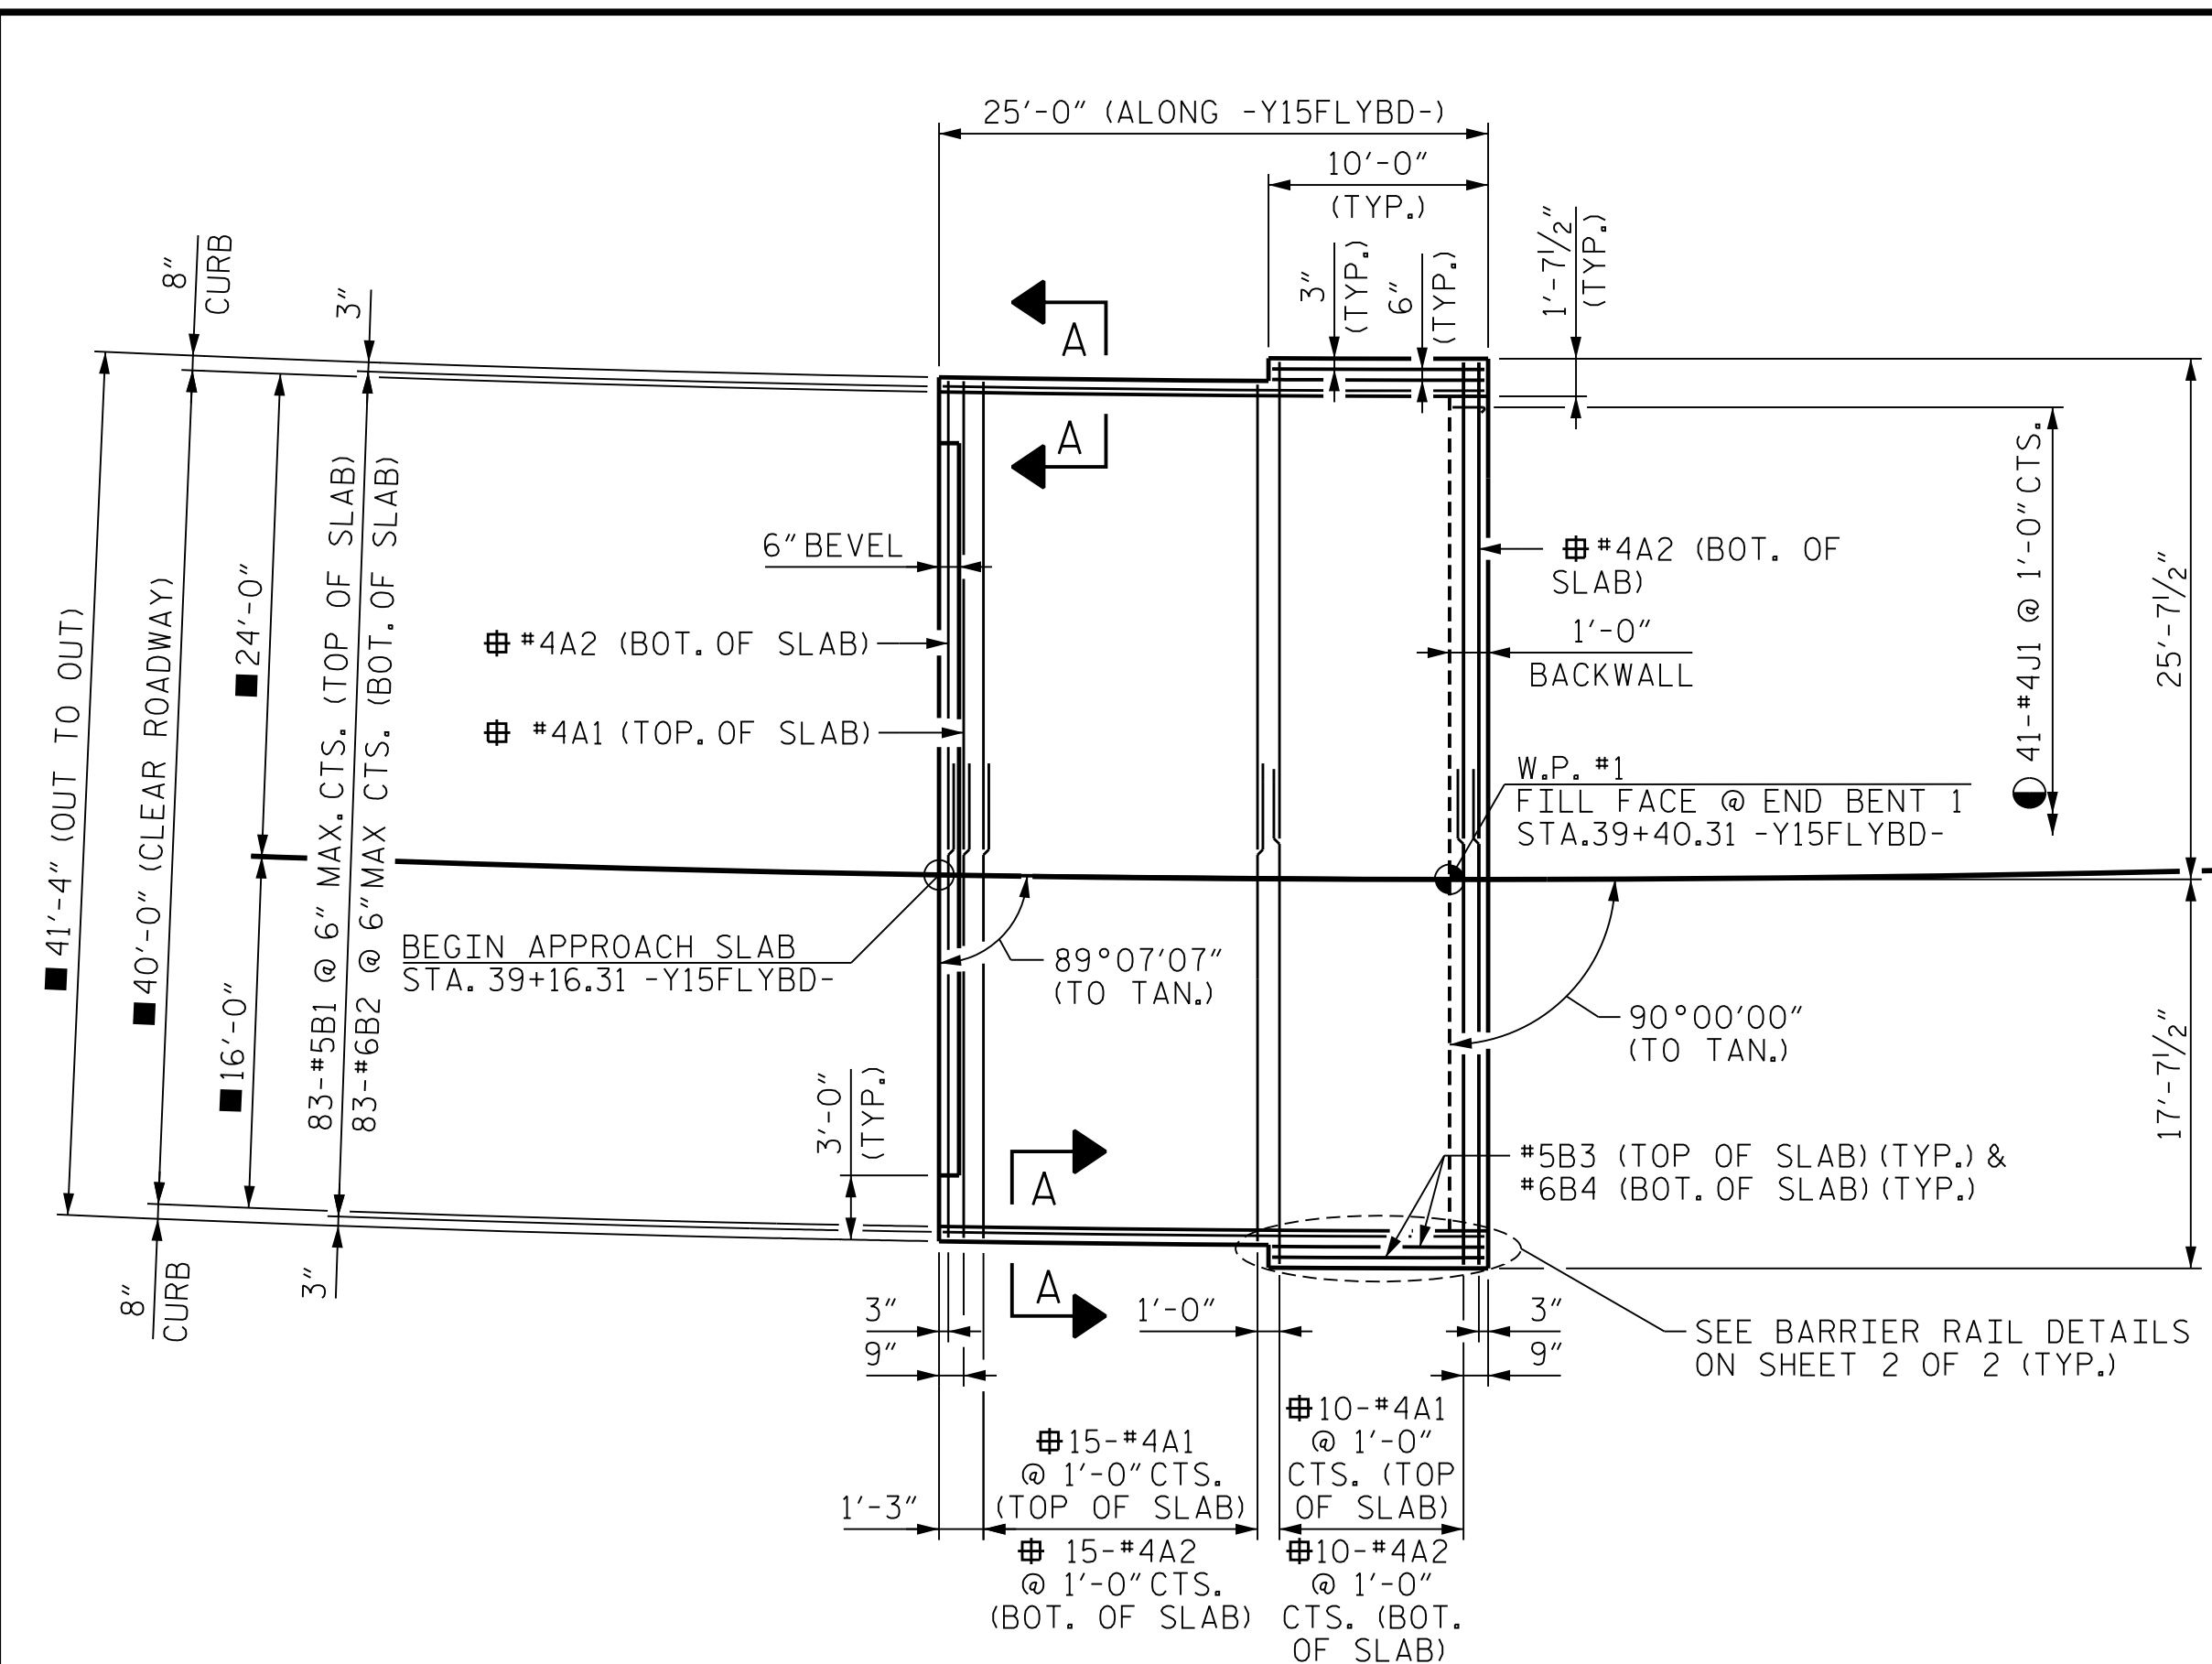 25'-0" (ALONG -Y15FLYBD-)
10'-0"
(TYP.)
3"
(TYP.)
6"
(TYP.)
1'-7 1/2"
(TYP.)
8"
CURB
3"
A
A
■ 41'-4" (OUT TO OUT)
■ 40'-0" (CLEAR ROADWAY)
■ 24'-0"
■ 16'-0"
83-#5B1 @ 6" MAX. CTS. (TOP OF SLAB)
83-#6B2 @ 6"MAX CTS. (BOT. OF SLAB)
6" BEVEL
#4A2 (BOT. OF SLAB)
#4A1 (TOP. OF SLAB)
#4A2 (BOT. OF
SLAB)
1'-0"
BACKWALL
41-#4J1 @ 1'-0"CTS.
25'-7 1/2"
17'-7 1/2"
W.P. #1
FILL FACE @ END BENT 1
STA.39+40.31 -Y15FLYBD-
BEGIN APPROACH SLAB
STA. 39+16.31 -Y15FLYBD-
89°07'07"
(TO TAN.)
90°00'00"
(TO TAN.)
3'-0"
(TYP.)
#5B3 (TOP OF SLAB)(TYP.) &
#6B4 (BOT. OF SLAB)(TYP.)
A
A
8"
CURB
3"
3"
9"
1'-0"
3"
9"
SEE BARRIER RAIL DETAILS
ON SHEET 2 OF 2 (TYP.)
1'-3"
15-#4A1
@ 1'-0"CTS.
(TOP OF SLAB)
15-#4A2
@ 1'-0"CTS.
(BOT. OF SLAB)
10-#4A1
@ 1'-0"
CTS. (TOP
OF SLAB)
10-#4A2
@ 1'-0"
CTS. (BOT.
OF SLAB)